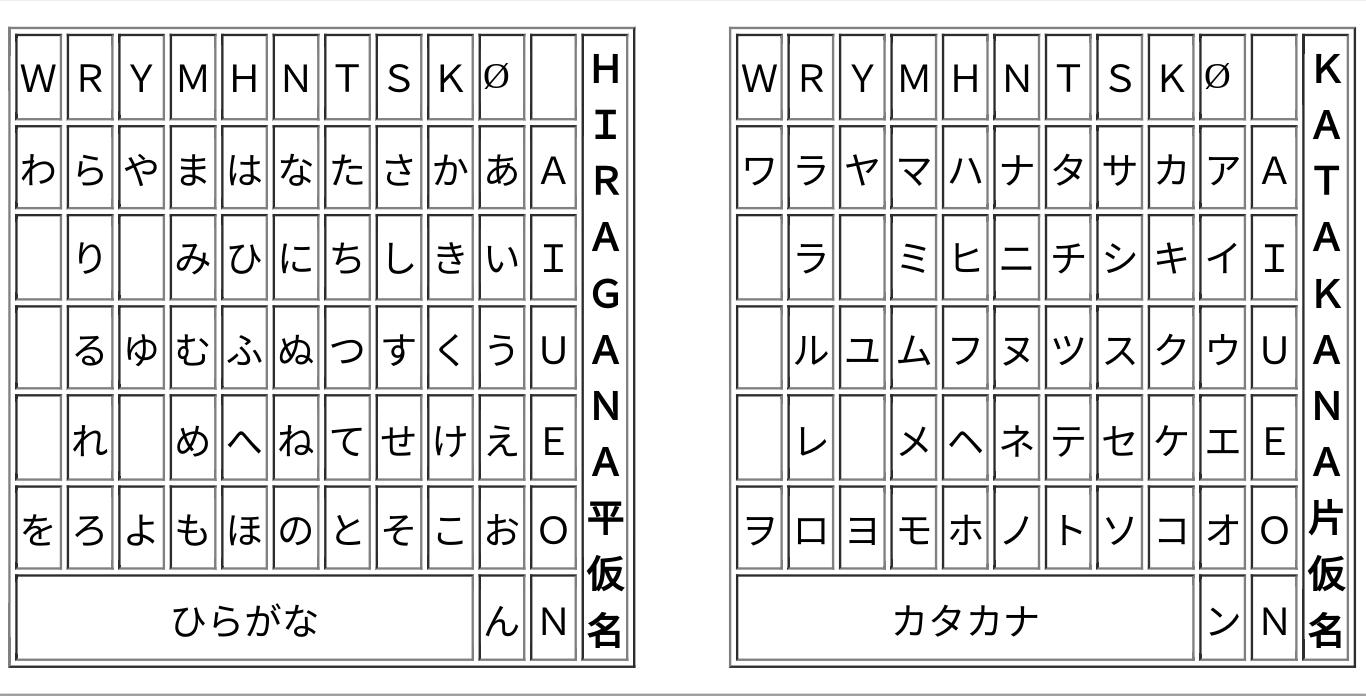 W R Y M H N T S K Ø
わ らやまはなたさかあ A
り みひにちしきい I
るゆむふぬつすくう U
れ めへねてせけえ E
をろよもほのとそこお O
ひらがな ん N
HIRAGANA平仮名
W R Y M H N T S K Ø
ワラヤマハナタサカア A
ラ ミヒニチシキイ I
ルユムフヌツスクウ U
レ メヘネテセケエ E
ヲロヨモホノトソコオ O
カタカナ ン N
KATAKANA片仮名